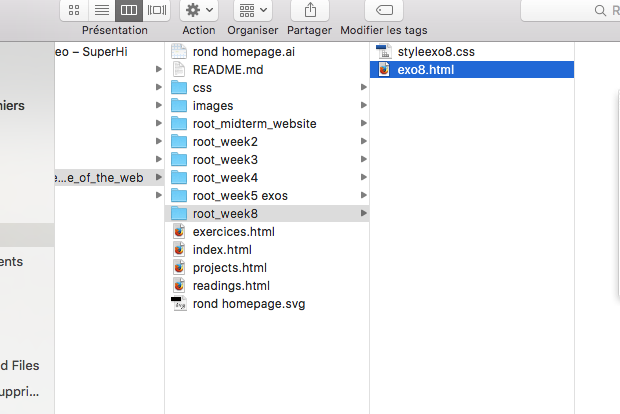 Présentation
Action
Organiser
Partager
Modifier les tags
R
eo – SuperHi
niers
e…e_of_the_web
ents
d Files
uppri…
rond homepage.ai
README.md
css
images
root_midterm_website
root_week2
root_week3
root_week4
root_week5 exos
root_week8
exercices.html
index.html
projects.html
readings.html
rond homepage.svg
styleexo8.css
exo8.html